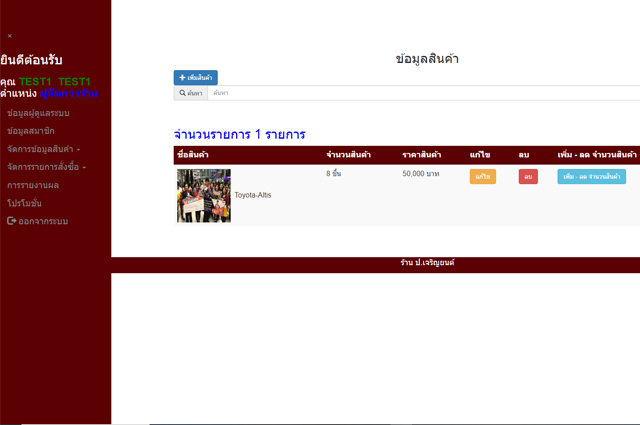 ×
ยินดีต้อนรับ
คุณ TEST1 TEST1
ตำแหน่ง ผู้จัดการร้าน
ข้อมูลผู้ดูแลระบบ
ข้อมูลสมาชิก
จัดการข้อมูลสินค้า
จัดการรายการสั่งซื้อ
การรายงานผล
โปรโมชั่น
ออกจากระบบ
ข้อมูลสินค้า
เพิ่มสินค้า
ค้นหา ค้นหา
จำนวนรายการ 1 รายการ
ชื่อสินค้า จำนวนสินค้า ราคาสินค้า แก้ไข ลบ เพิ่ม - ลด จำนวนสินค้า
Toyota-Altis 8 ชิ้น 50,000 บาท แก้ไข ลบ เพิ่ม - ลด จำนวนสินค้า
ร้าน ป.เจริญยนต์